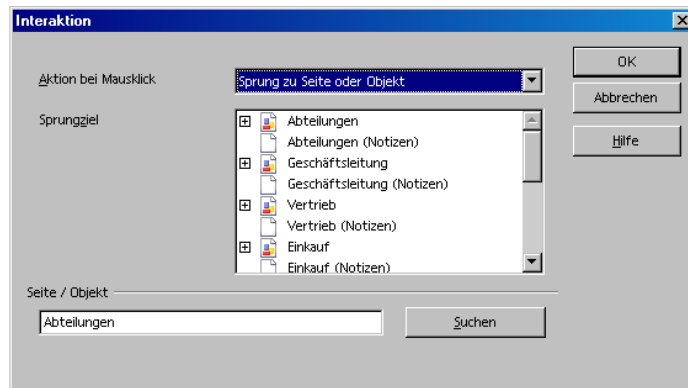 Interaktion
OK
Aktion bei Mausklick
Sprung zu Seite oder Objekt
Abbrechen
Sprungziel
Abteilungen
Abteilungen (Notizen)
Hilfe
Geschäftsleitung
Geschäftsleitung (Notizen)
Vertrieb
Vertrieb (Notizen)
Einkauf
Einkauf (Notizen)
Seite / Objekt
Abteilungen
Suchen